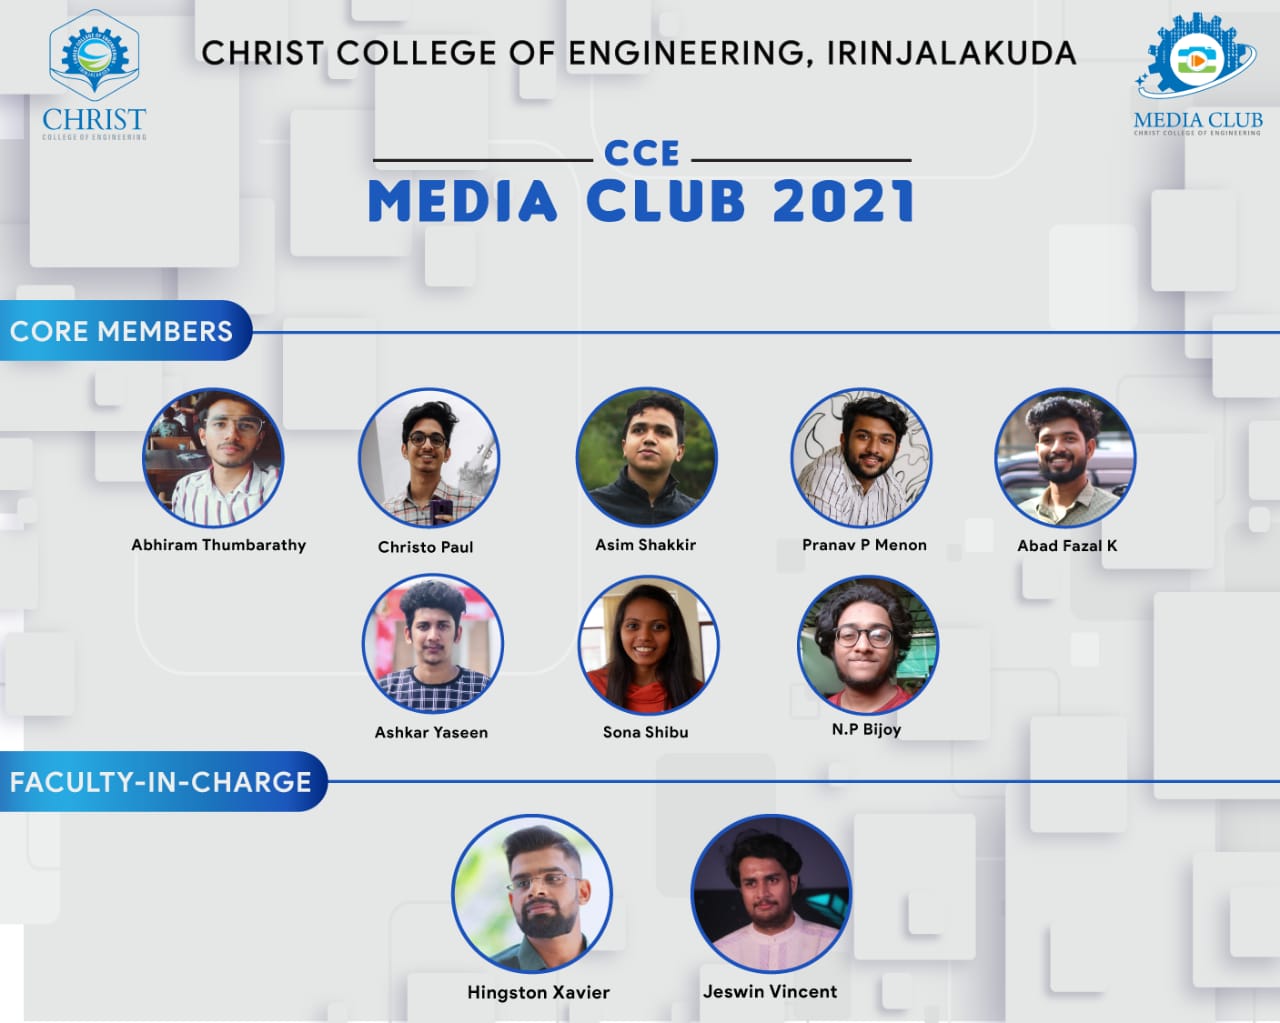 CHRIST COLLEGE OF ENGINEERING, IRINJALAKUDA
CHRIST
COLLEGE OF ENGINEERING
MEDIA CLUB
CHRIST COLLEGE OF ENGINEERING
CCE
MEDIA CLUB 2021
CORE MEMBERS
Abhiram Thumbarathy
Christo Paul
Asim Shakkir
Pranav P Menon
Abad Fazal K
Ashkar Yaseen
Sona Shibu
N.P Bijoy
FACULTY-IN-CHARGE
Hingston Xavier
Jeswin Vincent